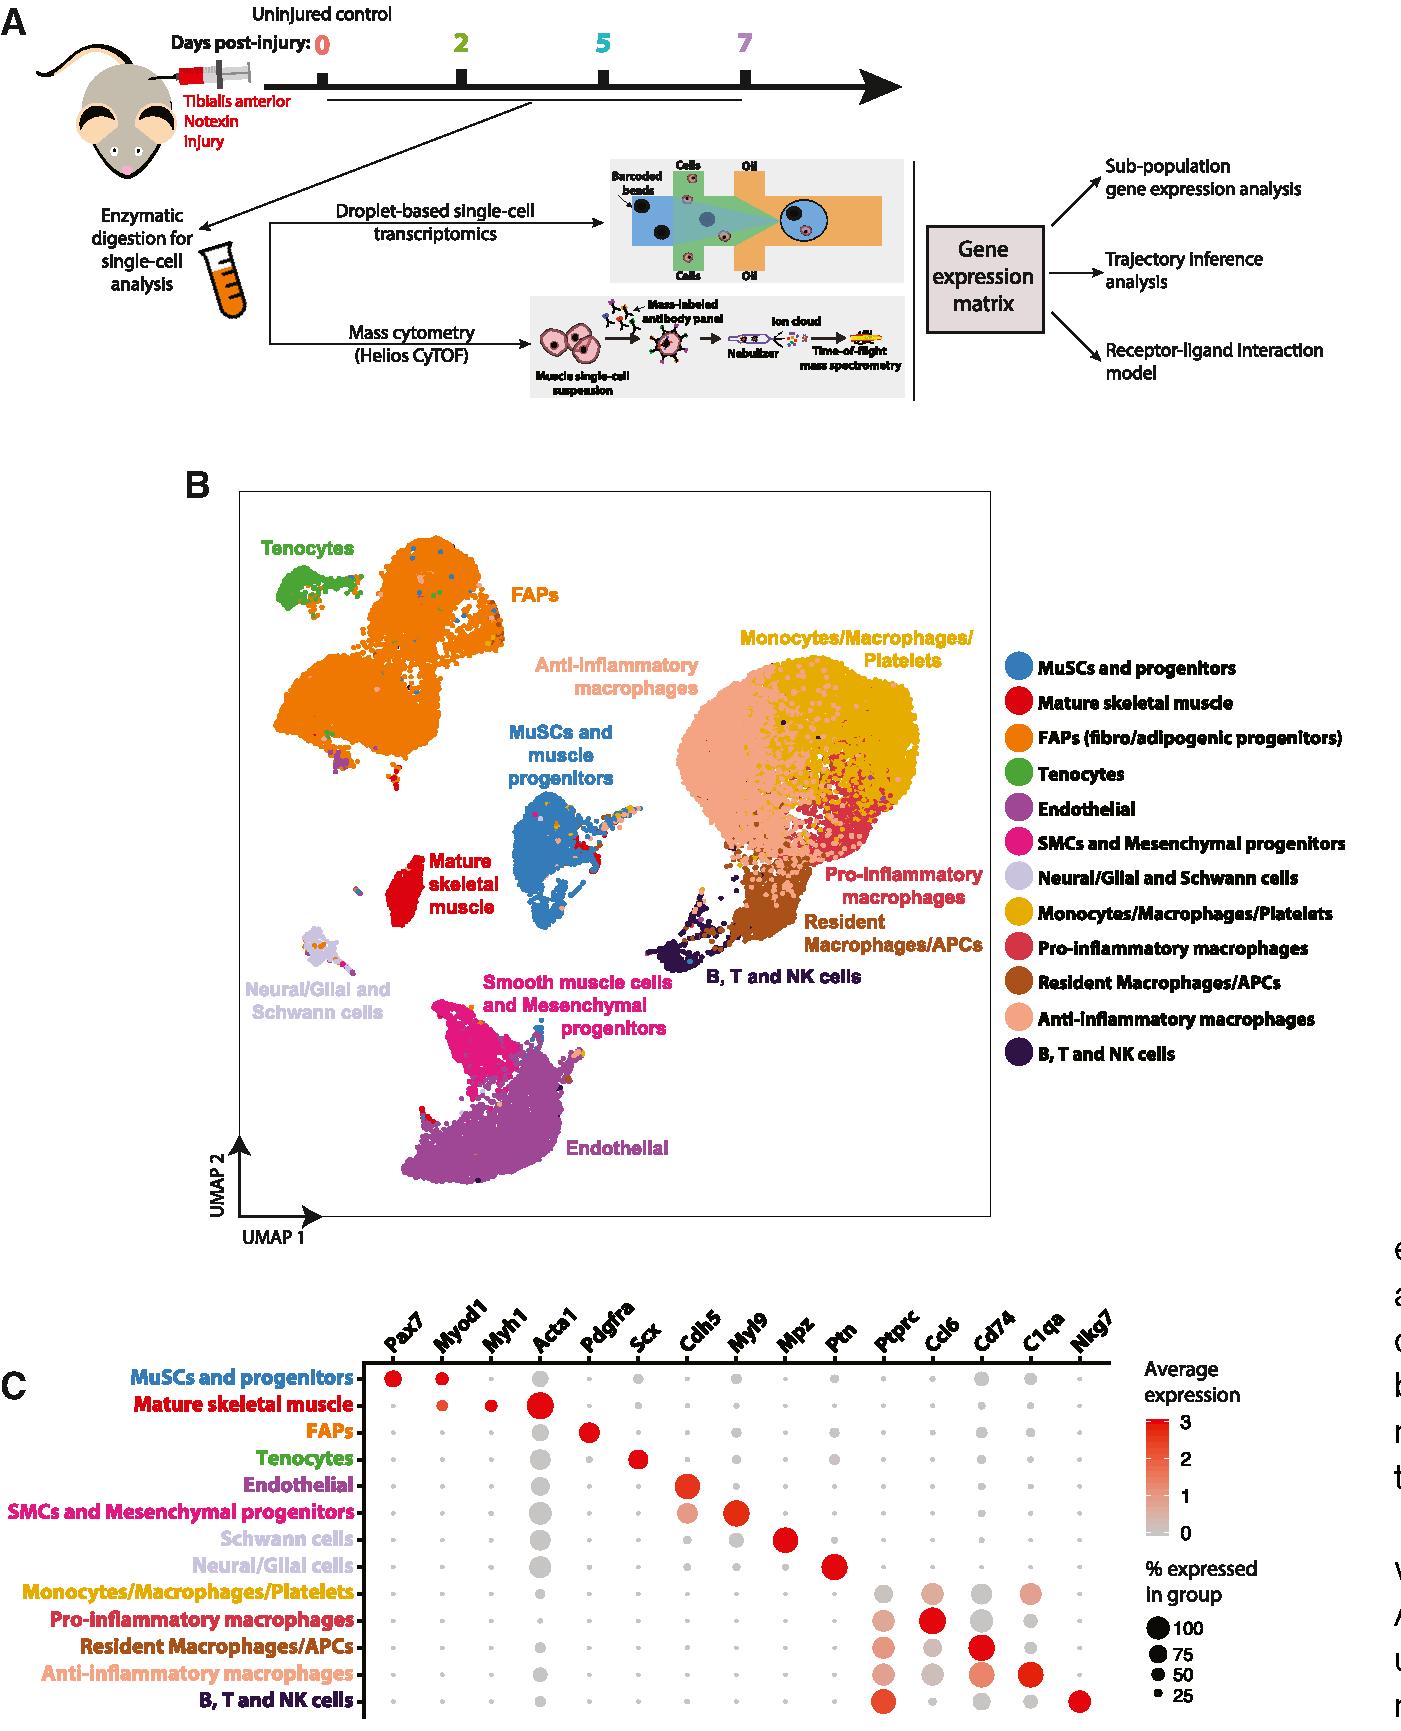 A
Uninjured control
Days post-injury: 0 2 5 7
Tibialis anterior
Notexin
injury
Enzymatic
digestion for
single-cell
analysis
Droplet-based single-cell
transcriptomics
Barcoded
beads
Cells
Oil
Cells
Oil
Mass cytometry
(Helios CyTOF)
Muscle single-cell
suspension
Mass-labeled
antibody panel
Nebulizer
Ion cloud
Time-of-flight
mass spectrometry
Gene
expression
matrix
Sub-population
gene expression analysis
Trajectory inference
analysis
Receptor-ligand interaction
model
B
Tenocytes
FAPs
Monocytes/Macrophages/
Platelets
Anti-inflammatory
macrophages
MuSCs and
muscle
progenitors
Mature
skeletal
muscle
Pro-inflammatory
macrophages
Resident
Macrophages/APCs
B, T and NK cells
Neural/Glial and
Schwann cells
Smooth muscle cells
and Mesenchymal
progenitors
Endothelial
UMAP 2
UMAP 1
MuSCs and progenitors
Mature skeletal muscle
FAPs (fibro/adipogenic progenitors)
Tenocytes
Endothelial
SMCs and Mesenchymal progenitors
Neural/Glial and Schwann cells
Monocytes/Macrophages/Platelets
Pro-inflammatory macrophages
Resident Macrophages/APCs
Anti-inflammatory macrophages
B, T and NK cells
C
Pax7 Myod1 Myh1 Acta1 Pdgfra Scx Cdh5 Myl9 Mpz Ptn Ptprc Ccl6 Cd74 C1qa Nkg7
MuSCs and progenitors
Mature skeletal muscle
FAPs
Tenocytes
Endothelial
SMCs and Mesenchymal progenitors
Schwann cells
Neural/Glial cells
Monocytes/Macrophages/Platelets
Pro-inflammatory macrophages
Resident Macrophages/APCs
Anti-inflammatory macrophages
B, T and NK cells
Average
expression
3
2
1
0
% expressed
in group
100
75
50
25